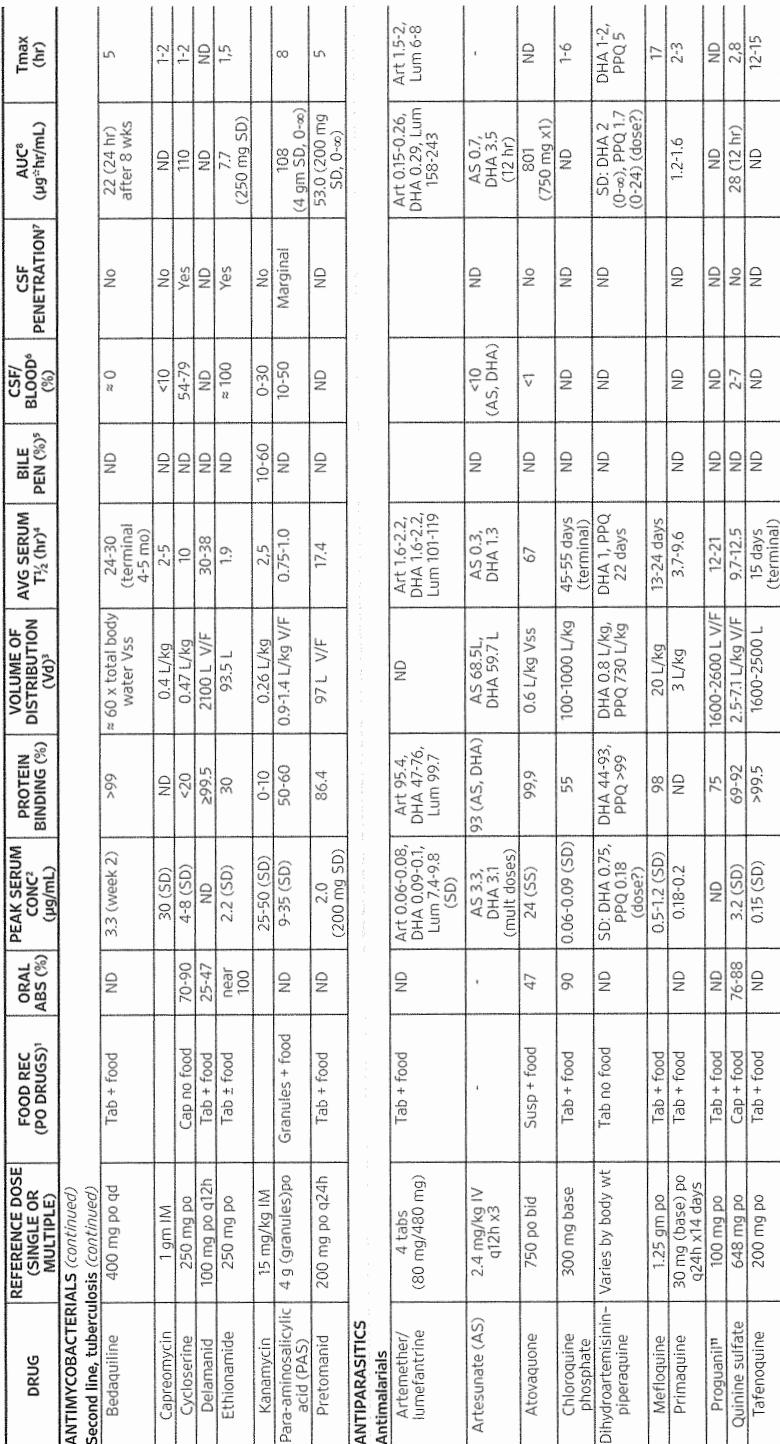 DRUG REFERENCE DOSE (SINGLE OR MULTIPLE) FOOD REC (PO DRUGS)¹ ORAL ABS (%) PEAK SERUM CONC² (µg/mL) PROTEIN BINDING (%) VOLUME OF DISTRIBUTION (Vd)³ AVG SERUM T½ (hr)⁴ BILE PEN (%)⁵ CSF/ BLOOD⁶ (%) CSF PENETRATION⁷ AUC⁸ (µg*hr/mL) Tmax (hr)
ANTIMYCOBACTERIALS (continued)
Second line, tuberculosis (continued)
Bedaquiline 400 mg po qd Tab + food ND 3.3 (week 2) >99 ≈ 60 x total body water Vss 24-30 (terminal 4-5 mo) ND ≈ 0 No 22 (24 hr) after 8 wks 5
Capreomycin 1 gm IM 30 (SD) ND 0.4 L/kg 2-5 ND <10 No ND 1-2
Cycloserine 250 mg po Cap no food 70-90 4-8 (SD) <20 0.47 L/kg 10 ND 54-79 Yes 110 1-2
Delamanid 100 mg po q12h Tab + food 25-47 ND ≥99.5 2100 L V/F 30-38 ND ND ND ND ND
Ethionamide 250 mg po Tab ± food near 100 2.2 (SD) 30 93.5 L 1.9 ND ≈ 100 Yes 7.7 (250 mg SD) 1,5
Kanamycin 15 mg/kg IM 25-50 (SD) 0-10 0.26 L/kg 2,5 10-60 0-30 No
Para-aminosalicylic acid (PAS) 4 g (granules)po Granules + food ND 9-35 (SD) 50-60 0.9-1.4 L/kg V/F 0.75-1.0 ND 10-50 Marginal 108 (4 gm SD, 0-∞) 8
Pretomanid 200 mg po q24h Tab + food ND 2.0 (200 mg SD) 86.4 97 L V/F 17.4 ND ND ND 53.0 (200 mg SD, 0-∞) 5
ANTIPARASITICS
Antimalarials
Artemether/ lumefantrine 4 tabs (80 mg/480 mg) Tab + food ND Art 0.06-0.08, DHA 0.09-0.1, Lum 7.4-9.8 (SD) Art 95.4, DHA 47-76, Lum 99.7 ND Art 1.6-2.2, DHA 1.6-2.2, Lum 101-119 Art 0.15-0.26, DHA 0.29, Lum 158-243 Art 1.5-2, Lum 6-8
Artesunate (AS) 2.4 mg/kg IV q12h x3 - - AS 3.3, DHA 3.1 (mult doses) 93 (AS, DHA) AS 68.5L, DHA 59.7 L AS 0.3, DHA 1.3 ND <10 (AS, DHA) ND AS 0.7, DHA 3.5 (12 hr) -
Atovaquone 750 po bid Susp + food 47 24 (SS) 99,9 0.6 L/kg Vss 67 ND <1 No 801 (750 mg x1) ND
Chloroquine phosphate 300 mg base Tab + food 90 0.06-0.09 (SD) 55 100-1000 L/kg 45-55 days (terminal) ND ND ND ND 1-6
Dihydroartemisinin–piperaquine Varies by body wt Tab no food ND SD: DHA 0.75, PPQ 0.18 (dose?) DHA 44-93, PPQ >99 DHA 0.8 L/kg, PPQ 730 L/kg DHA 1, PPQ 22 days ND ND ND SD: DHA 2 (0-∞), PPQ 1.7 (0-24) (dose?) DHA 1-2, PPQ 5
Mefloquine 1.25 gm po Tab + food 0.5-1.2 (SD) 98 20 L/kg 13-24 days 17
Primaquine 30 mg (base) po q24h x14 days Tab + food ND 0.18-0.2 ND 3 L/kg 3.7-9.6 ND ND ND 1.2-1.6 2-3
Proguanil¹¹ 100 mg po Tab + food ND ND 75 1600-2600 L V/F 12-21 ND ND ND ND ND
Quinine sulfate 648 mg po Cap + food 76-88 3.2 (SD) 69-92 2.5-7.1 L/kg V/F 9.7-12.5 ND 2-7 No 28 (12 hr) 2,8
Tafenoquine 200 mg po Tab + food ND 0.15 (SD) >99.5 1600-2500 L 15 days (terminal) ND ND ND ND 12-15